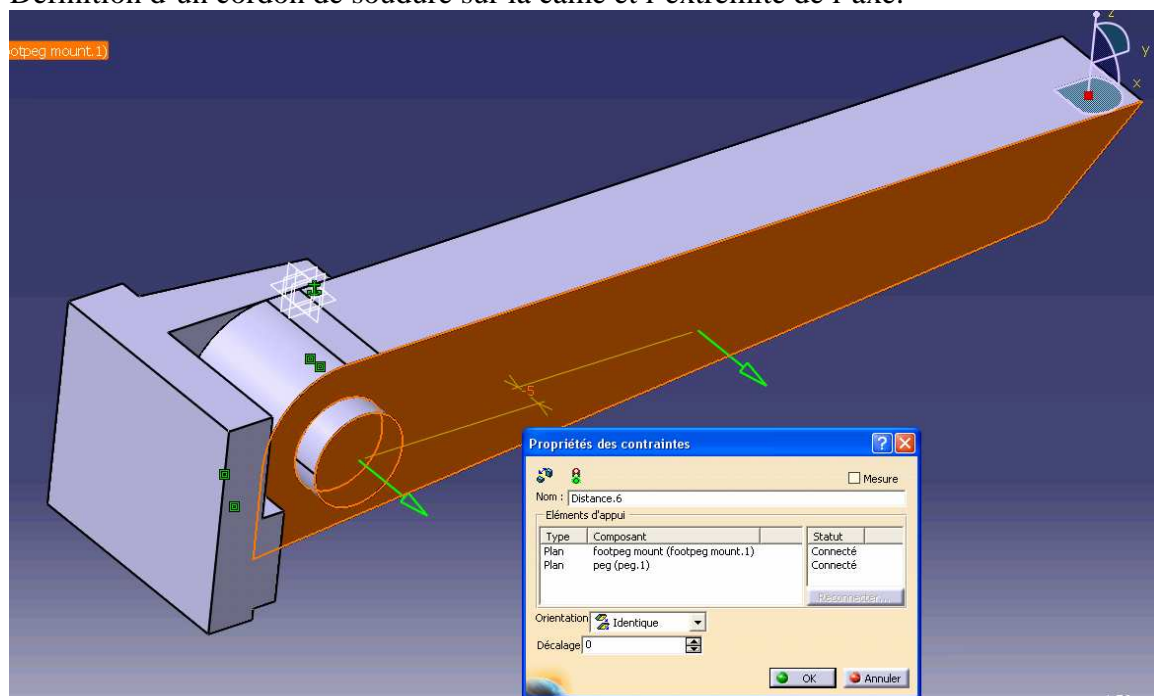 Définition d'un cordon de soudure sur la came et l'extrémité de l'axe.
footpeg mount.1)
z
y
x
-5
Propriétés des contraintes
Mesure
Nom : Distance.6
Eléments d'appui
Type Composant Statut
Plan footpeg mount (footpeg mount.1) Connecté
Plan peg (peg.1) Connecté
Reconnecter...
Orientation Identique
Décalage 0
OK Annuler